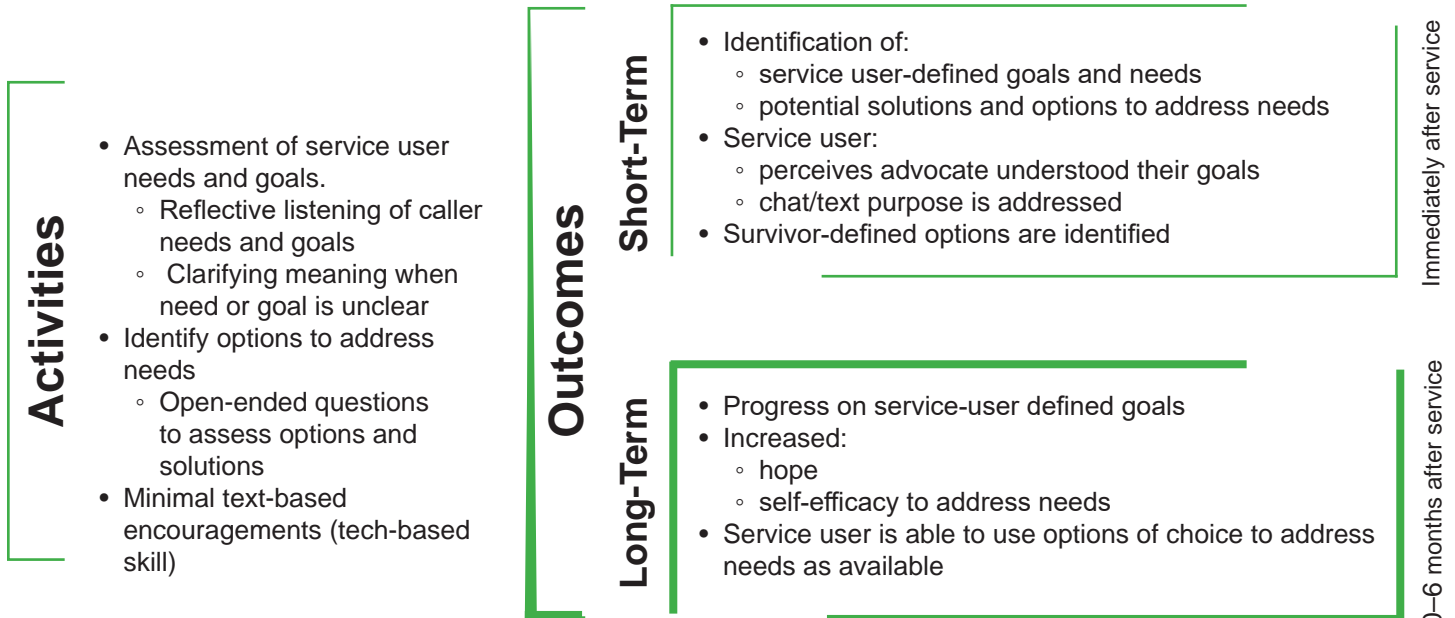 Activities
• Assessment of service user
needs and goals.
◦ Reflective listening of caller
needs and goals
◦ Clarifying meaning when
need or goal is unclear
• Identify options to address
needs
◦ Open-ended questions
to assess options and
solutions
• Minimal text-based
encouragements (tech-based
skill)
Outcomes
Short-Term
• Identification of:
◦ service user-defined goals and needs
◦ potential solutions and options to address needs
• Service user:
◦ perceives advocate understood their goals
◦ chat/text purpose is addressed
• Survivor-defined options are identified
Immediately after service
Long-Term
• Progress on service-user defined goals
• Increased:
◦ hope
◦ self-efficacy to address needs
• Service user is able to use options of choice to address
needs as available
0–6 months after service